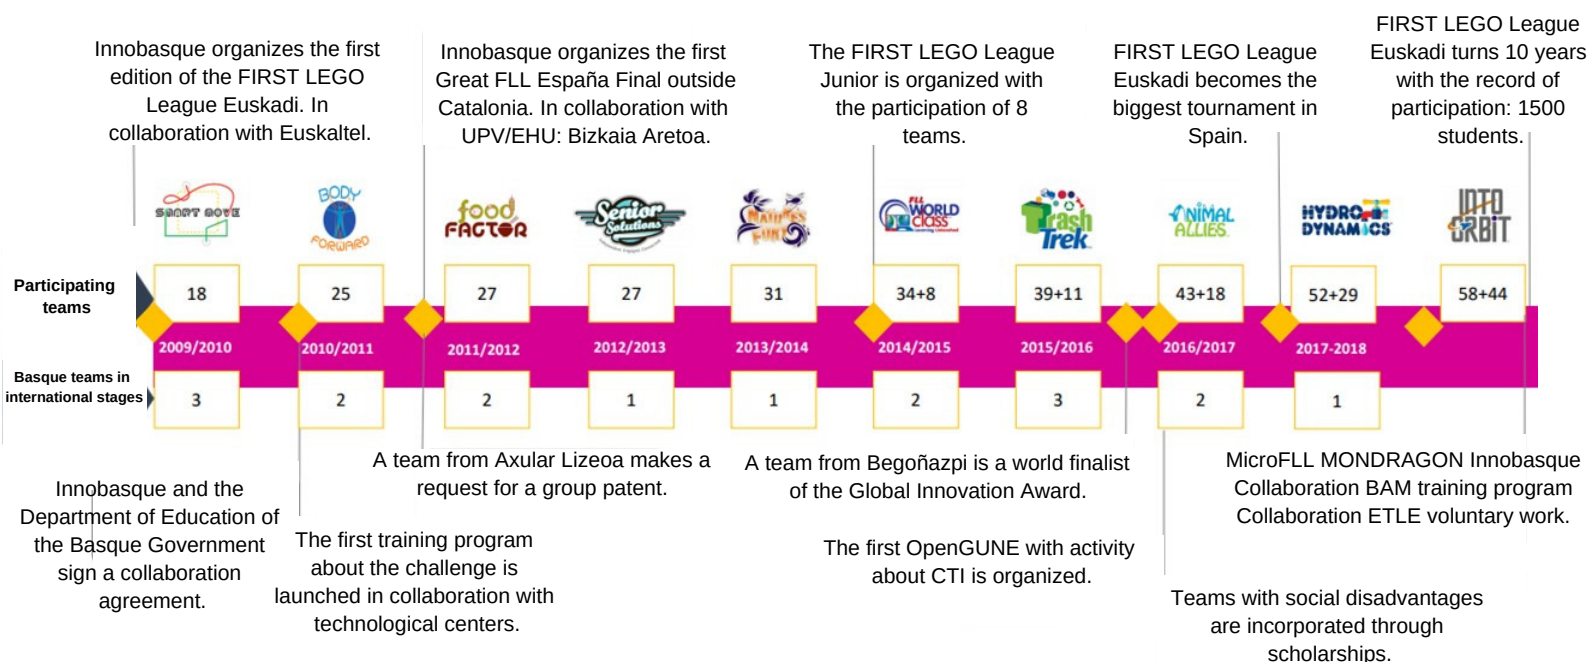 Innobasque organizes the first
edition of the FIRST LEGO
League Euskadi. In
collaboration with Euskaltel.
Innobasque organizes the first
Great FLL España Final outside
Catalonia. In collaboration with
UPV/EHU: Bizkaia Aretoa.
The FIRST LEGO League
Junior is organized with
the participation of 8
teams.
FIRST LEGO League
Euskadi becomes the
biggest tournament in
Spain.
FIRST LEGO League
Euskadi turns 10 years
with the record of
participation: 1500
students.
SMART MOVE
BODY
FORWARD
food
FACTOR
Senior
Solutions
NATURE'S
FURY
FLL
WORLD
CLASS
Trash
Trek
ANIMAL
ALLIES
HYDRO
DYNAMICS
INTO
ORBIT
Participating
teams
18
25
27
27
31
34+8
39+11
43+18
52+29
58+44
2009/2010
2010/2011
2011/2012
2012/2013
2013/2014
2014/2015
2015/2016
2016/2017
2017-2018
Basque teams in
international stages
3
2
2
1
1
2
3
2
1
Innobasque and the
Department of Education of
the Basque Government
sign a collaboration
agreement.
The first training program
about the challenge is
launched in collaboration with
technological centers.
A team from Axular Lizeoa makes a
request for a group patent.
A team from Begoñazpi is a world finalist
of the Global Innovation Award.
The first OpenGUNE with activity
about CTI is organized.
MicroFLL MONDRAGON Innobasque
Collaboration BAM training program
Collaboration ETLE voluntary work.
Teams with social disadvantages
are incorporated through
scholarships.